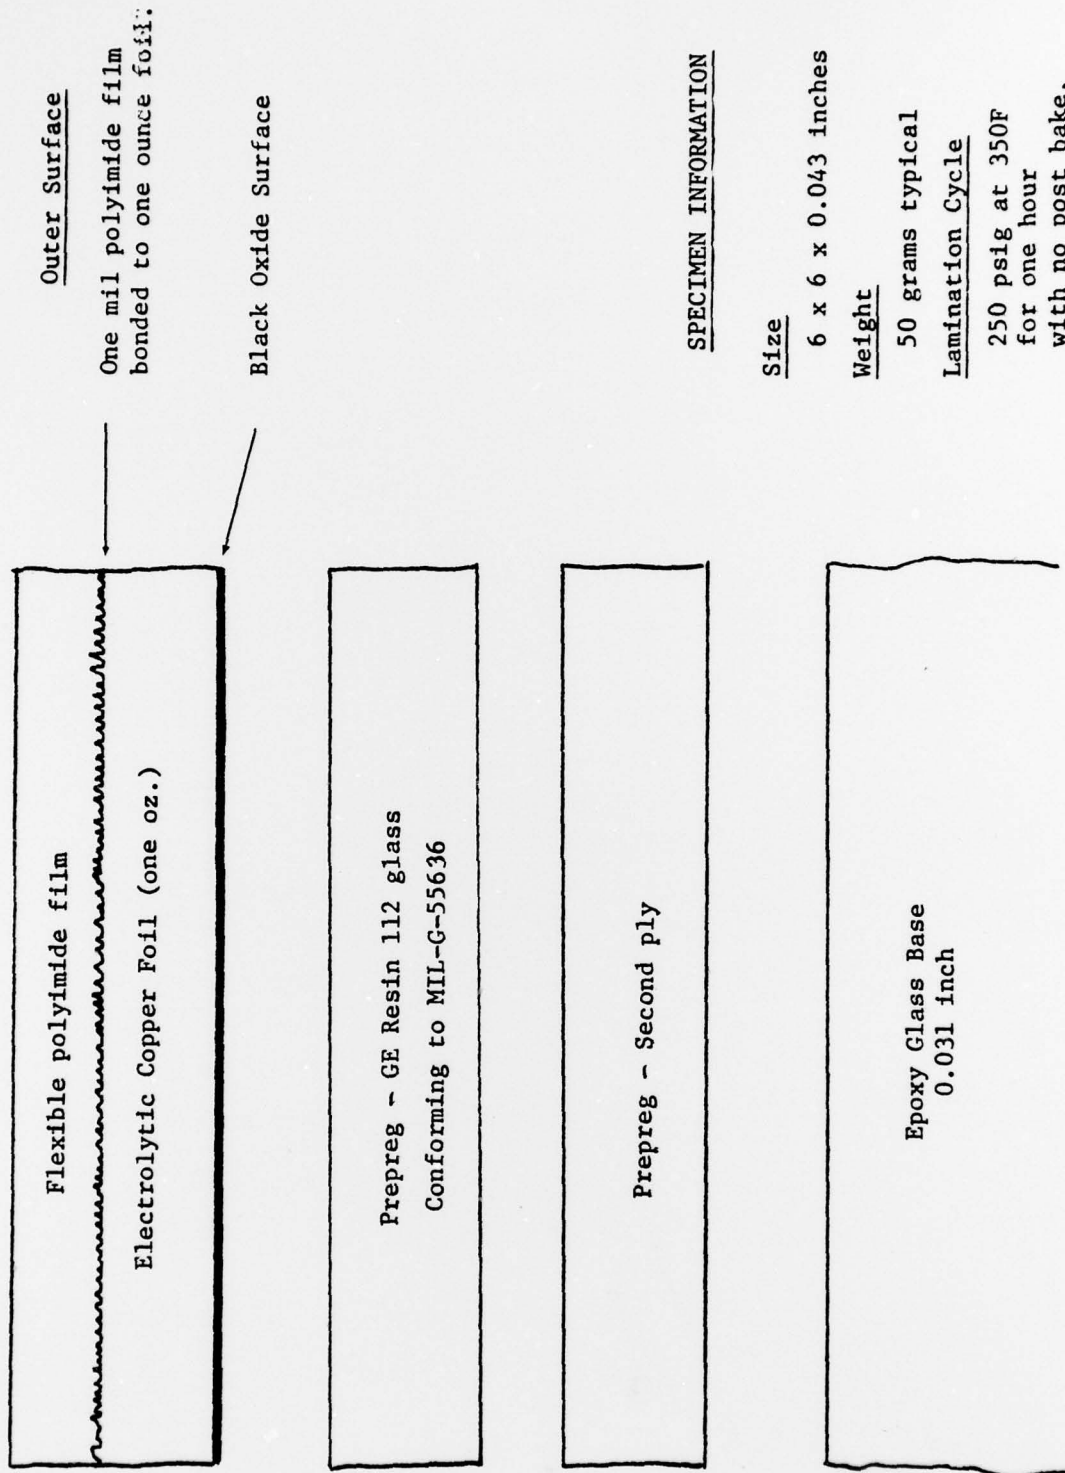 Outer Surface
One mil polyimide film
bonded to one ounce foil.
Black Oxide Surface
Flexible polyimide film
Electrolytic Copper Foil (one oz.)
Prepreg - GE Resin 112 glass
Conforming to MIL-G-55636
Prepreg - Second ply
Epoxy Glass Base
0.031 inch
SPECIMEN INFORMATION
Size
6 x 6 x 0.043 inches
Weight
50 grams typical
Lamination Cycle
250 psig at 350F
for one hour
with no post bake.